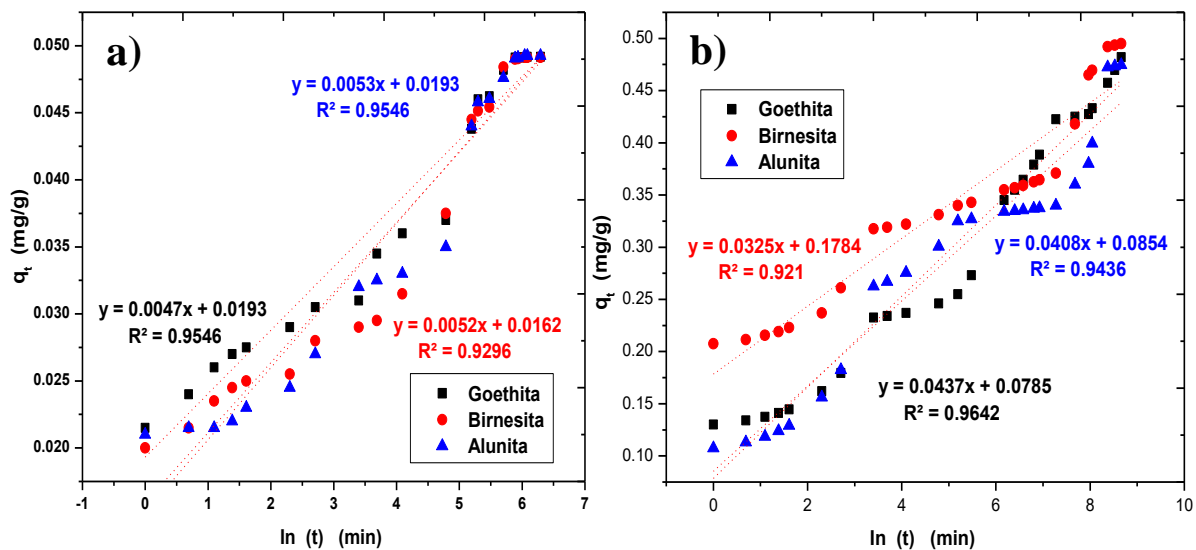 a)
0.050
0.045
0.040
0.035
0.030
0.025
0.020
q_t (mg/g)
y = 0.0053x + 0.0193
R² = 0.9546
y = 0.0047x + 0.0193
R² = 0.9546
y = 0.0052x + 0.0162
R² = 0.9296
Goethita
Birnesita
Alunita
-1 0 1 2 3 4 5 6 7
ln (t) (min)
b)
0.50
0.45
0.40
0.35
0.30
0.25
0.20
0.15
0.10
q_t (mg/g)
Goethita
Birnesita
Alunita
y = 0.0325x + 0.1784
R² = 0.921
y = 0.0408x + 0.0854
R² = 0.9436
y = 0.0437x + 0.0785
R² = 0.9642
0 2 4 6 8 10
ln (t) (min)